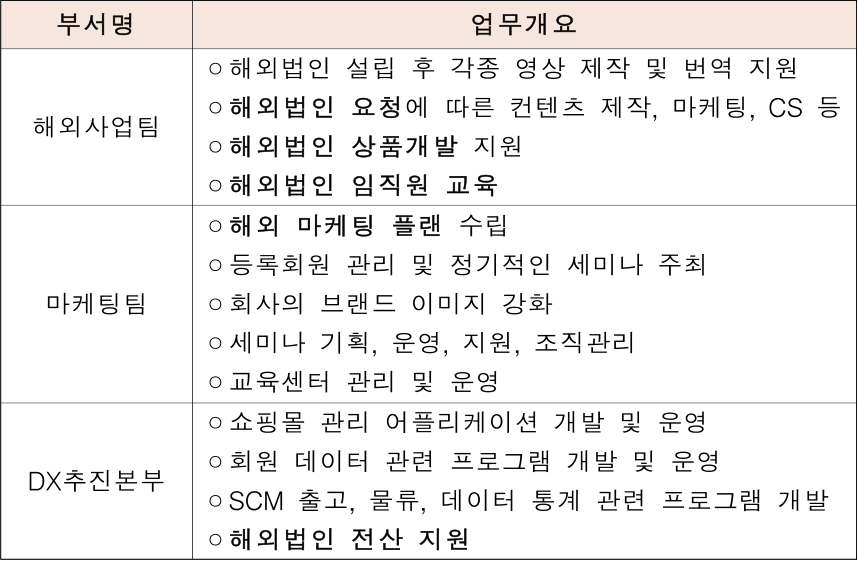 부서명 업무개요
해외사업팀
○ 해외법인 설립 후 각종 영상 제작 및 번역 지원
○ 해외법인 요청에 따른 컨텐츠 제작, 마케팅, CS 등
○ 해외법인 상품개발 지원
○ 해외법인 임직원 교육
마케팅팀
○ 해외 마케팅 플랜 수립
○ 등록회원 관리 및 정기적인 세미나 주최
○ 회사의 브랜드 이미지 강화
○ 세미나 기획, 운영, 지원, 조직관리
○ 교육센터 관리 및 운영
DX추진본부
○ 쇼핑몰 관리 어플리케이션 개발 및 운영
○ 회원 데이터 관련 프로그램 개발 및 운영
○ SCM 출고, 물류, 데이터 통계 관련 프로그램 개발
○ 해외법인 전산 지원